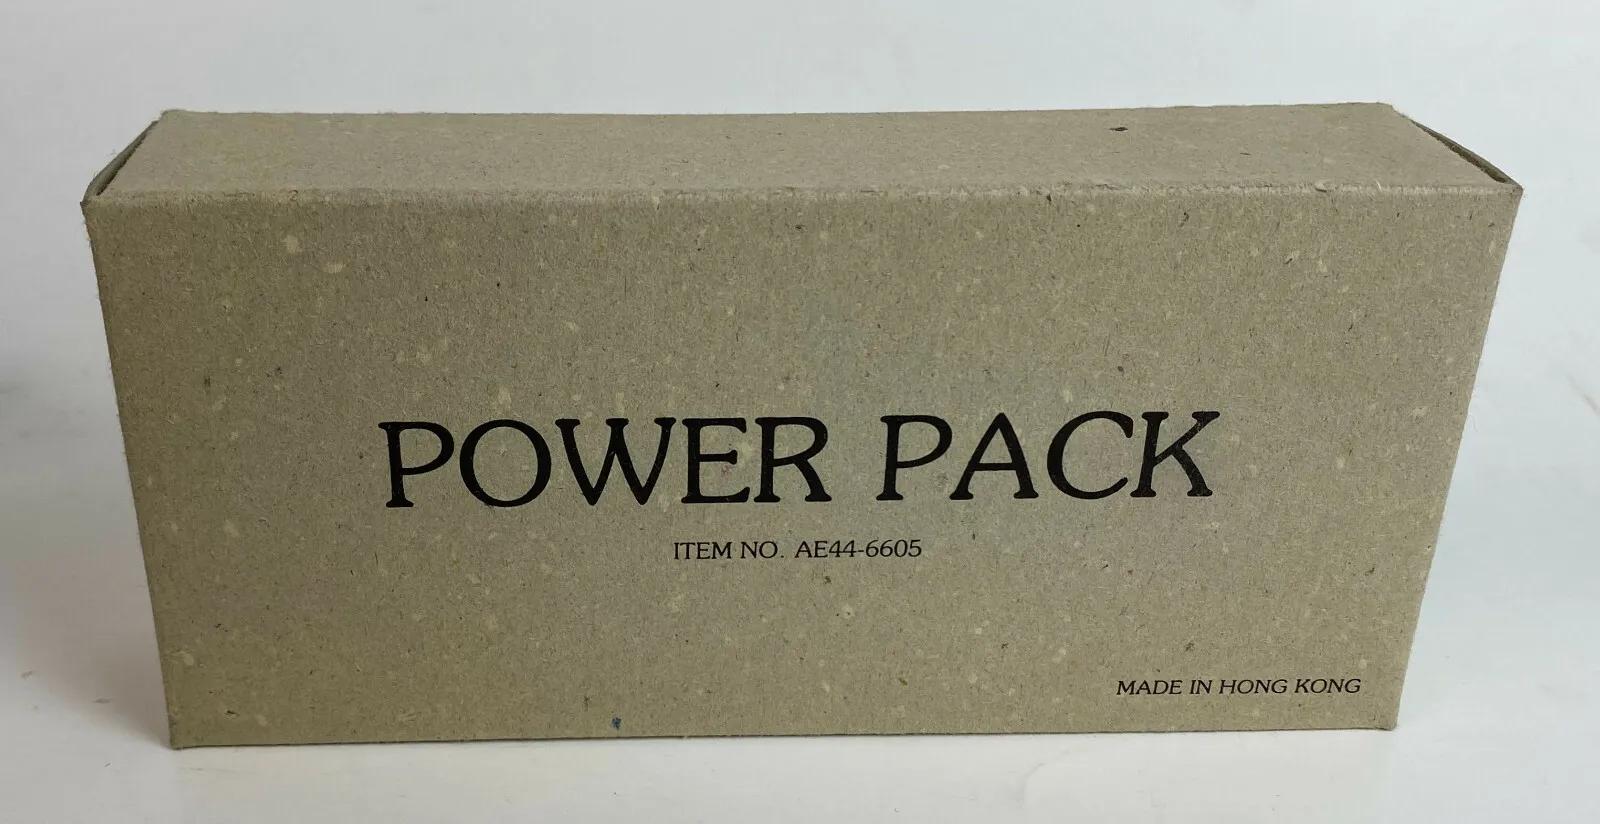 POWER PACK
ITEM NO. AE44-6605
MADE IN HONG KONG